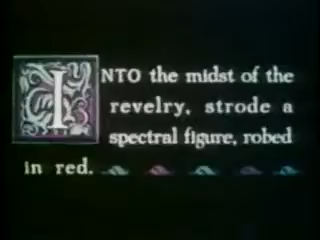 INTO the midst of the
revelry, strode a
spectral figure, robed
in red.